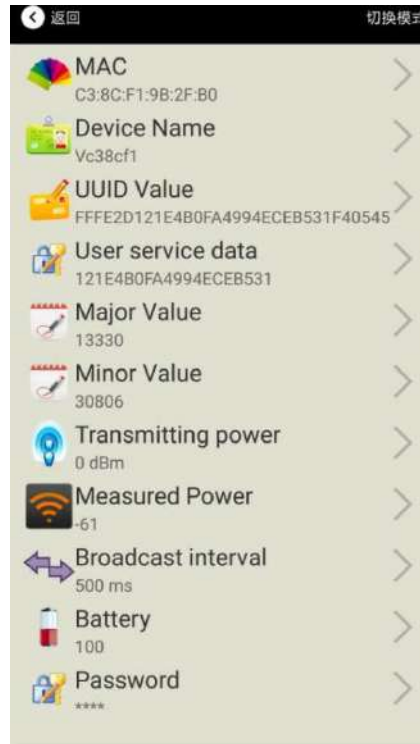 返回 切换模式
MAC
C3:8C:F1:9B:2F:B0
Device Name
Vc38cf1
UUID Value
FFFE2D121E4B0FA4994ECEB531F40545
User service data
121E4B0FA4994ECEB531
Major Value
13330
Minor Value
30806
Transmitting power
0 dBm
Measured Power
-61
Broadcast interval
500 ms
Battery
100
Password
****